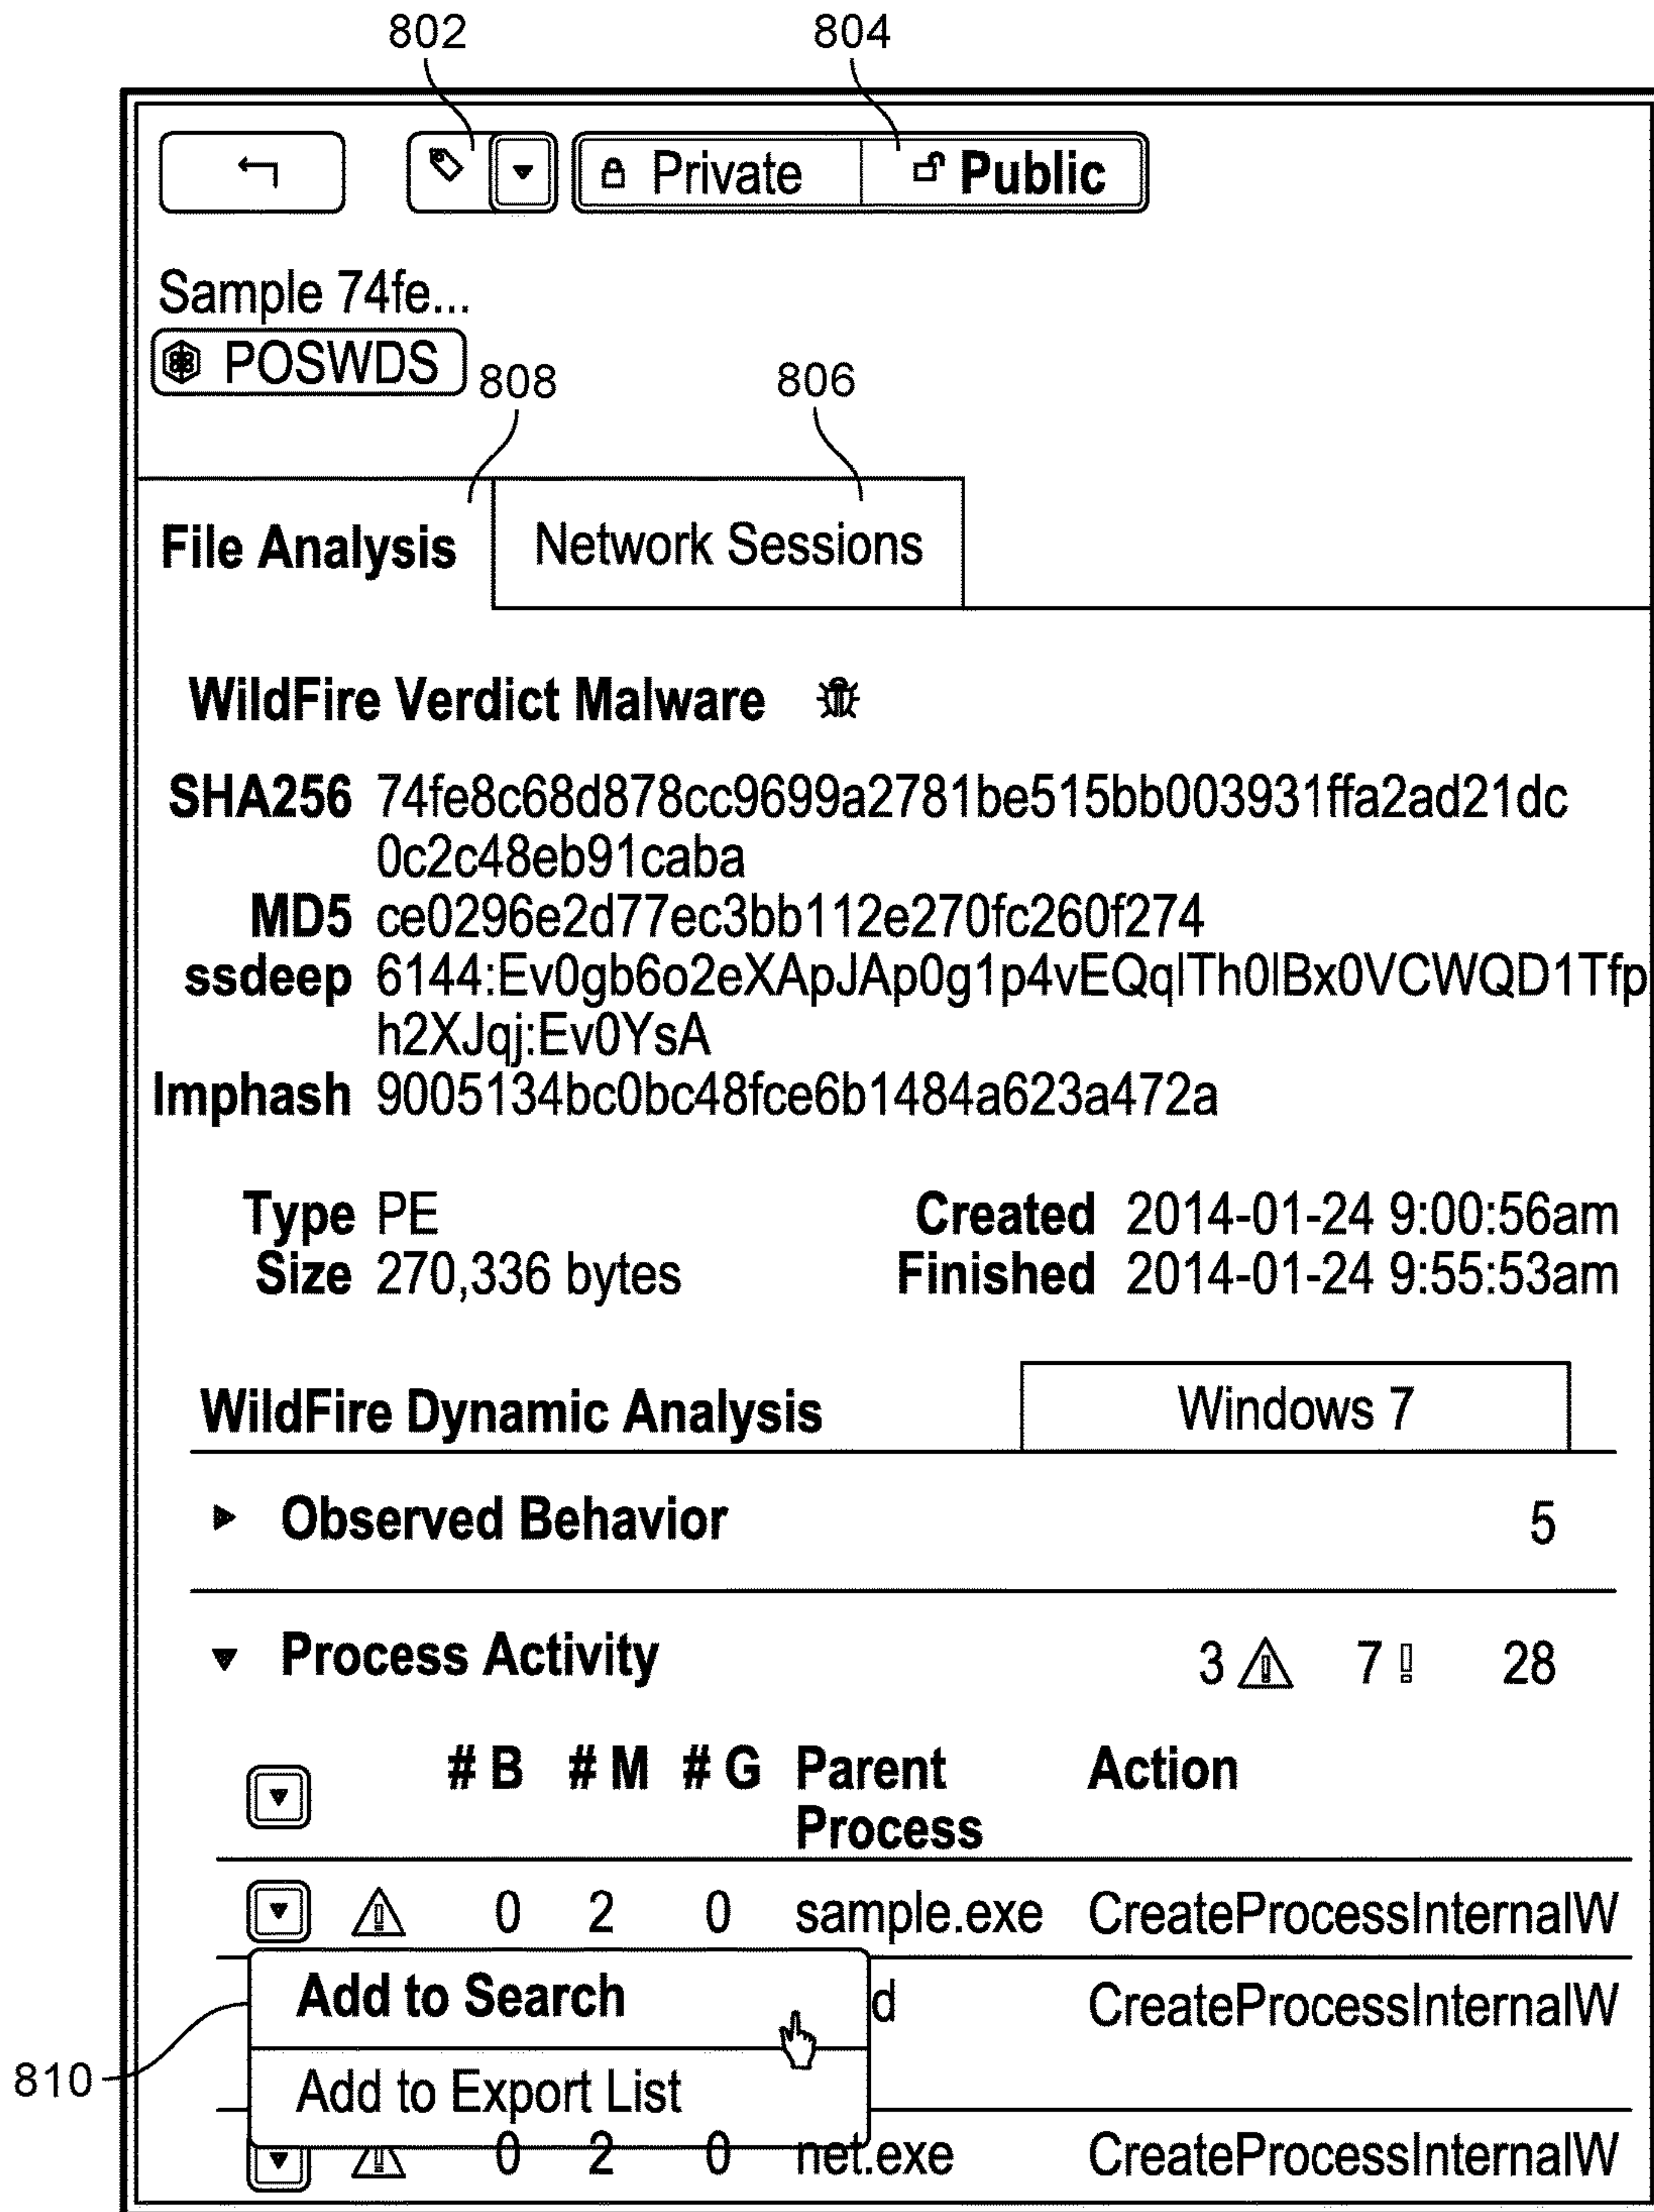 802 804
Private Public
Sample 74fe...
POSWDS
808 806
File Analysis Network Sessions
WildFire Verdict Malware
SHA256 74fe8c68d878cc9699a2781be515bb003931ffa2ad21dc
0c2c48eb91caba
MD5 ce0296e2d77ec3bb112e270fc260f274
ssdeep 6144:Ev0gb6o2eXApJAp0g1p4vEQqlTh0lBx0VCWQD1Tfp
h2XJqj:Ev0YsA
Imphash 9005134bc0bc48fce6b1484a623a472a
Type PE Created 2014-01-24 9:00:56am
Size 270,336 bytes Finished 2014-01-24 9:55:53am
WildFire Dynamic Analysis Windows 7
Observed Behavior 5
Process Activity 3 7 28
# B # M # G Parent Action
Process
0 2 0 sample.exe CreateProcessInternalW
Add to Search d CreateProcessInternalW
810 Add to Export List
0 2 0 net.exe CreateProcessInternalW